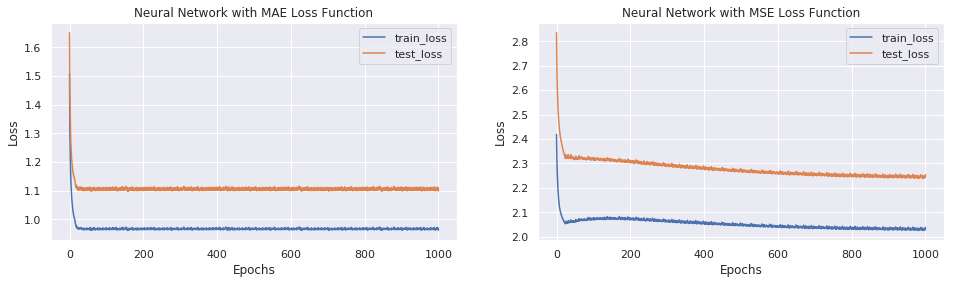 Neural Network with MAE Loss Function
train_loss
test_loss
1.6
1.5
1.4
1.3
1.2
1.1
1.0
Loss
0
200
400
600
800
1000
Epochs
Neural Network with MSE Loss Function
train_loss
test_loss
2.8
2.7
2.6
2.5
2.4
2.3
2.2
2.1
2.0
Loss
0
200
400
600
800
1000
Epochs